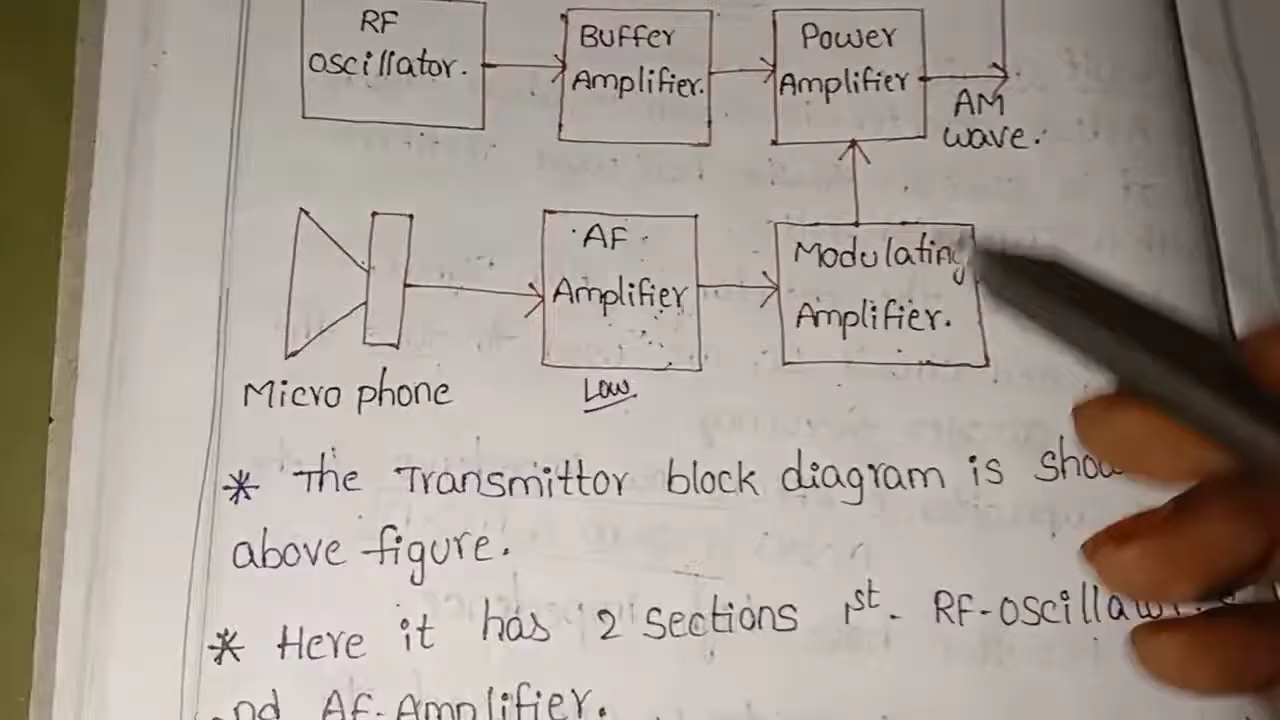 RF
oscillator.
Buffer
Amplifier.
Power
Amplifier
AM
wave.
AF
Amplifier
Low
Modulating
Amplifier.
Micro phone
* The Transmittor block diagram is
above figure.
* Here it has 2 sections 1st - RF-
AF-Amplifier.